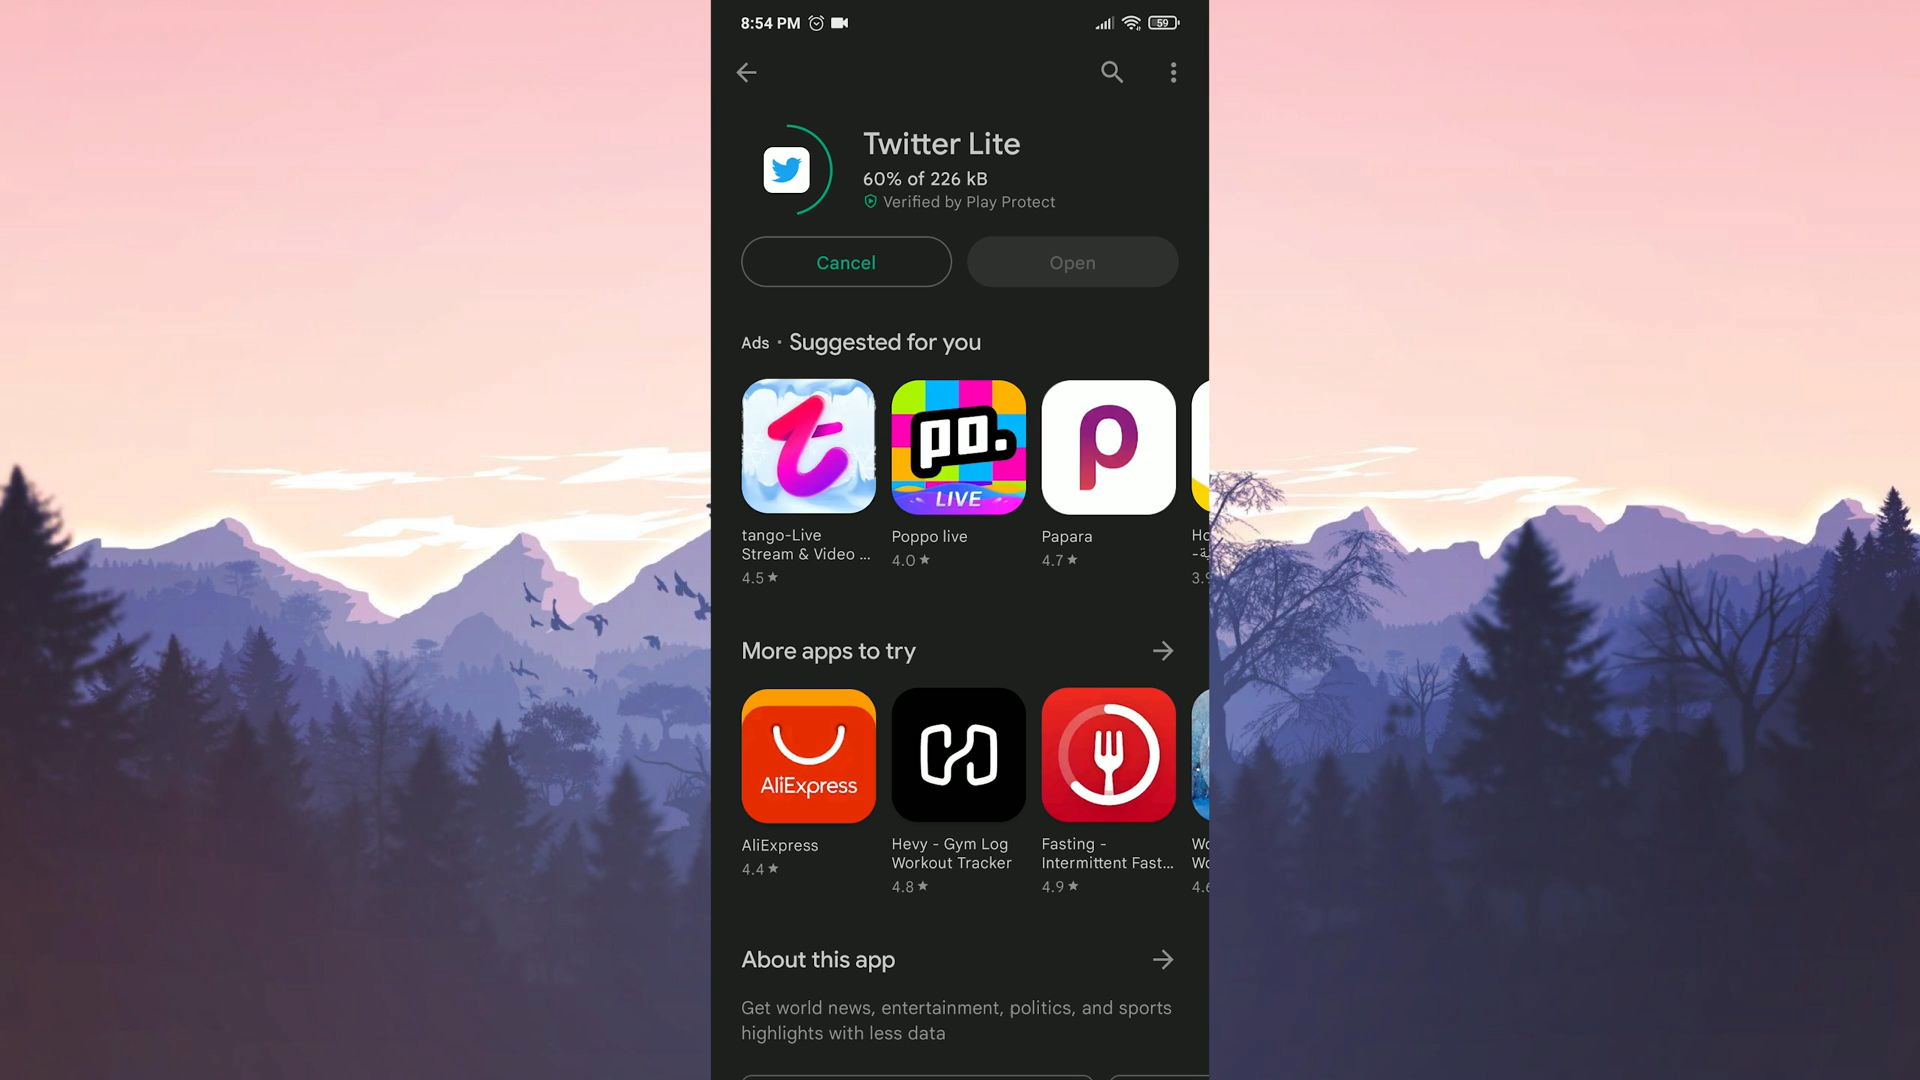 8:54 PM
59
Twitter Lite
60% of 226 kB
Verified by Play Protect
Cancel
Open
Ads • Suggested for you
t
po.
LIVE
p
tango-Live
Stream & Video ...
4.5★
Poppo live
4.0★
Papara
4.7★
More apps to try
AliExpress
AliExpress
4.4★
Hevy - Gym Log
Workout Tracker
4.8★
Fasting -
Intermittent Fast...
4.9★
About this app
Get world news, entertainment, politics, and sports
highlights with less data